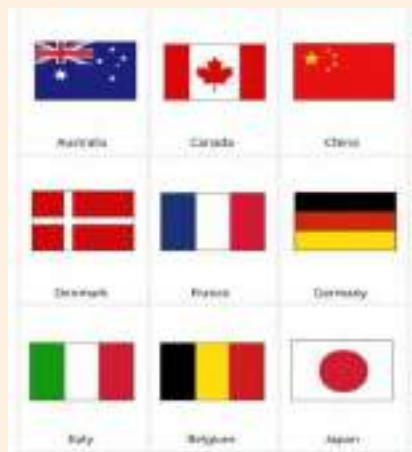 Australia Canada China
Denmark France Germany
Italy Belgium Japan